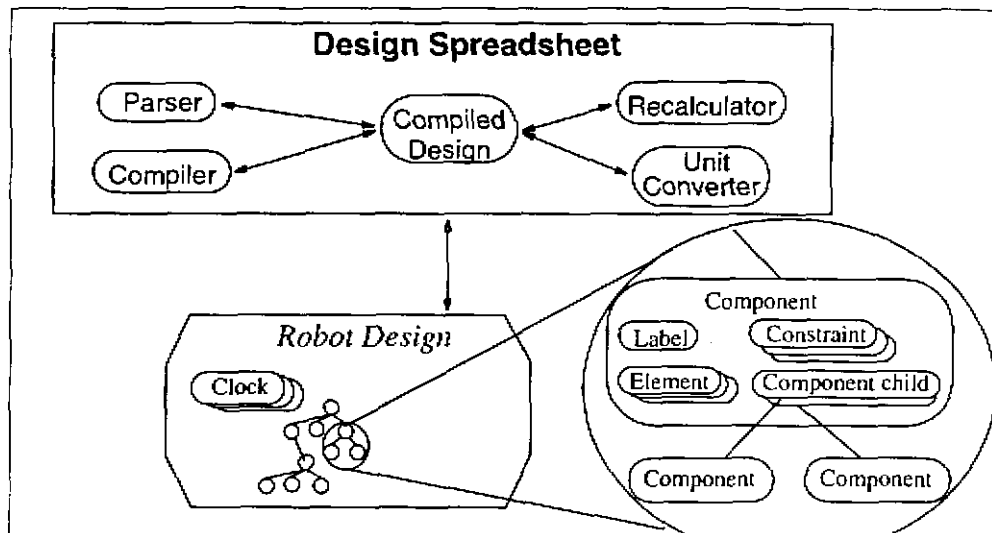 Design Spreadsheet
Parser
Recalculator
Compiled
Design
Compiler
Unit
Converter
Robot Design
Clock
Component
Label
Constraint
Element
Component child
Component
Component